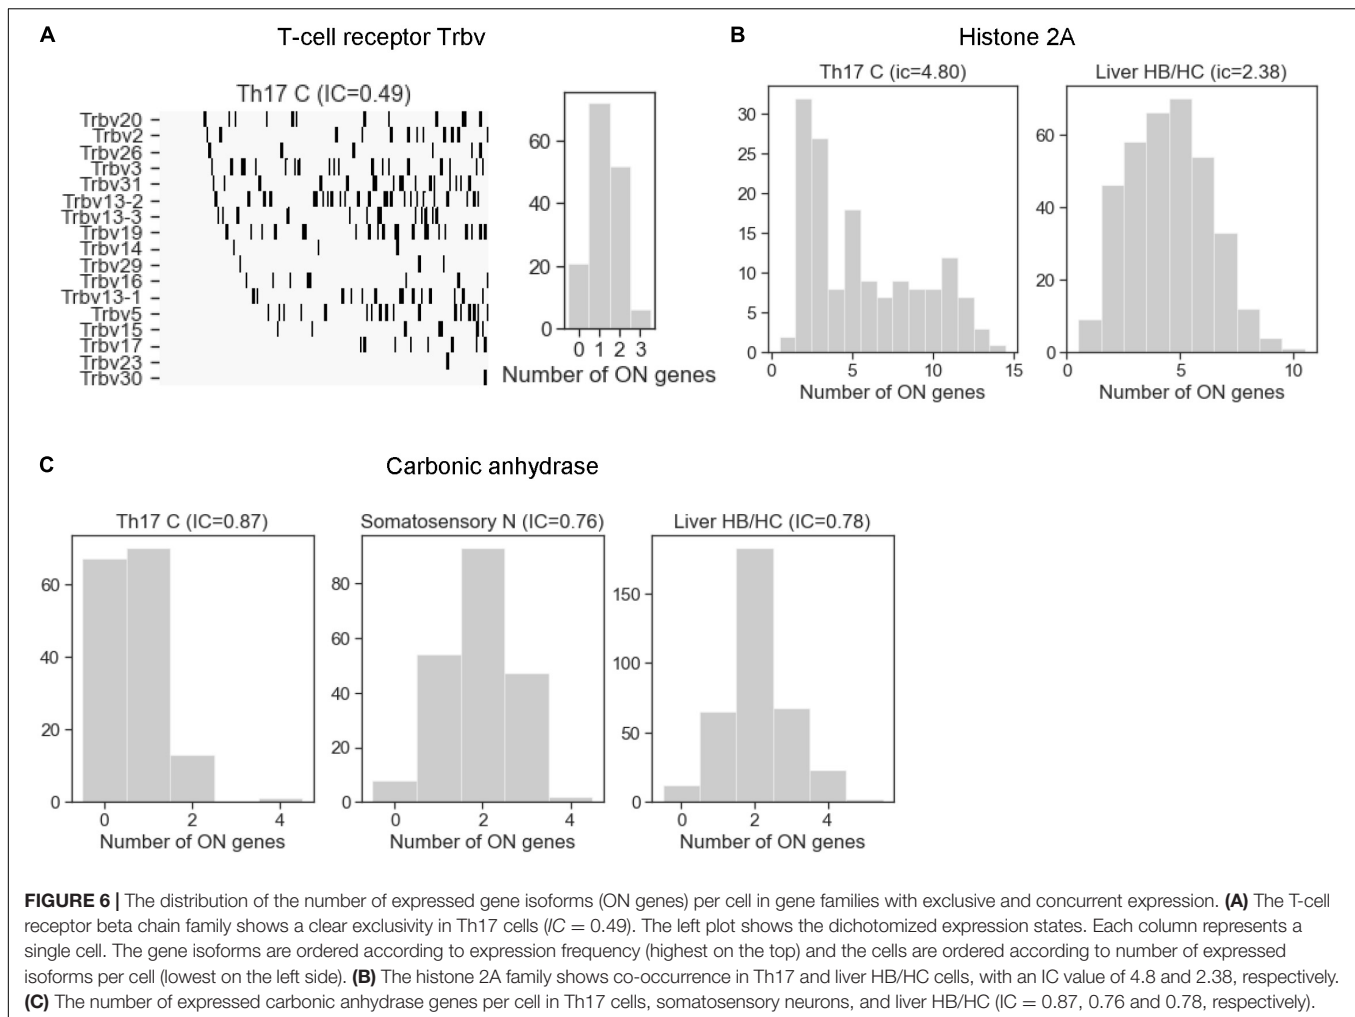 A
T-cell receptor Trbv
Th17 C (IC=0.49)
Trbv20
Trbv2
Trbv26
Trbv3
Trbv31
Trbv13-2
Trbv13-3
Trbv19
Trbv14
Trbv29
Trbv16
Trbv13-1
Trbv5
Trbv15
Trbv17
Trbv23
Trbv30
60
40
20
0
0 1 2 3
Number of ON genes
B
Histone 2A
Th17 C (ic=4.80)
30
25
20
15
10
5
0
0 5 10 15
Number of ON genes
Liver HB/HC (ic=2.38)
60
40
20
0
0 5 10
Number of ON genes
C
Carbonic anhydrase
Th17 C (IC=0.87)
60
40
20
0
0 2 4
Number of ON genes
Somatosensory N (IC=0.76)
80
60
40
20
0
0 2 4
Number of ON genes
Liver HB/HC (IC=0.78)
150
100
50
0
0 2 4
Number of ON genes
FIGURE 6 | The distribution of the number of expressed gene isoforms (ON genes) per cell in gene families with exclusive and concurrent expression. (A) The T-cell
receptor beta chain family shows a clear exclusivity in Th17 cells (IC = 0.49). The left plot shows the dichotomized expression states. Each column represents a
single cell. The gene isoforms are ordered according to expression frequency (highest on the top) and the cells are ordered according to number of expressed
isoforms per cell (lowest on the left side). (B) The histone 2A family shows co-occurrence in Th17 and liver HB/HC cells, with an IC value of 4.8 and 2.38, respectively.
(C) The number of expressed carbonic anhydrase genes per cell in Th17 cells, somatosensory neurons, and liver HB/HC (IC = 0.87, 0.76 and 0.78, respectively).